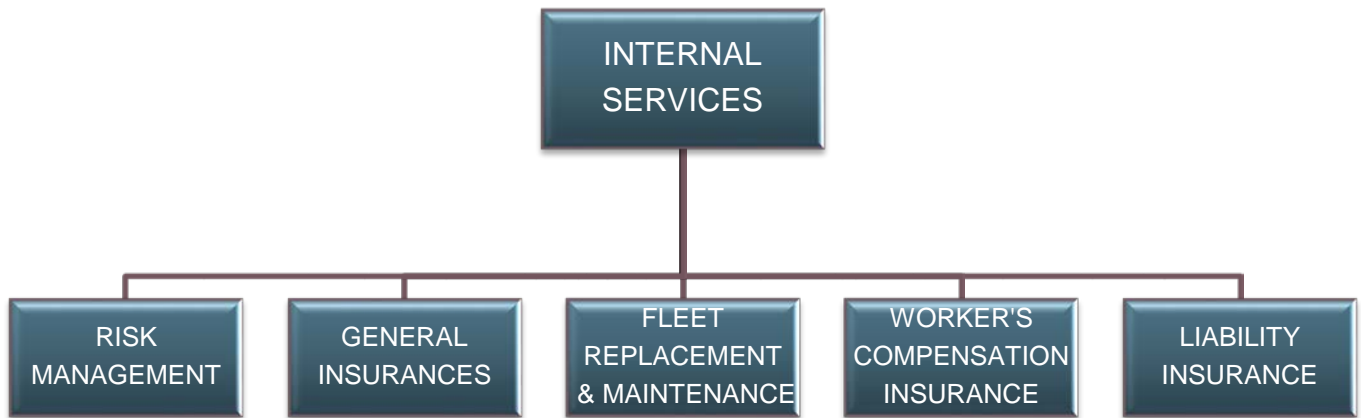 INTERNAL
SERVICES
RISK
MANAGEMENT
GENERAL
INSURANCES
FLEET
REPLACEMENT
& MAINTENANCE
WORKER'S
COMPENSATION
INSURANCE
LIABILITY
INSURANCE